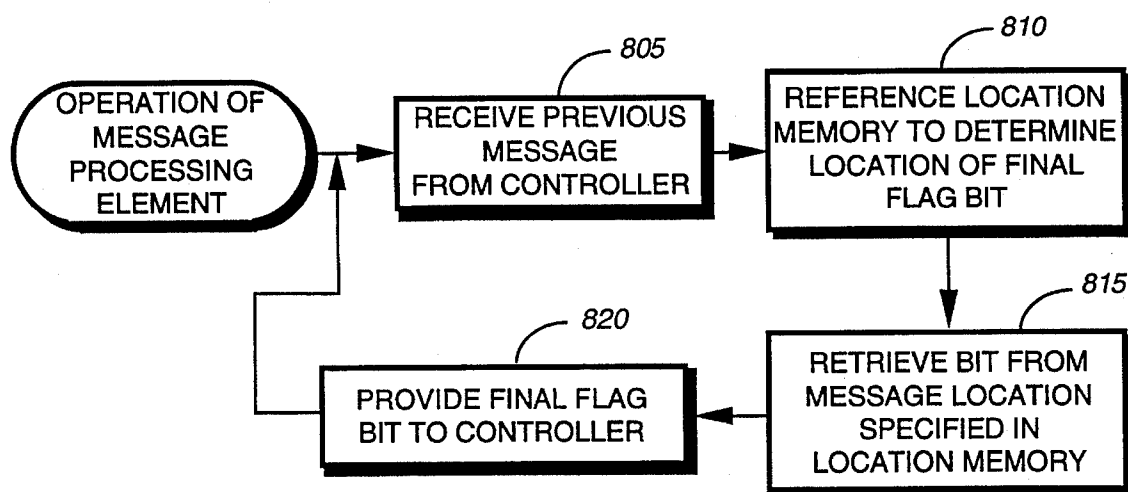 OPERATION OF
MESSAGE
PROCESSING
ELEMENT
805
RECEIVE PREVIOUS
MESSAGE
FROM CONTROLLER
810
REFERENCE LOCATION
MEMORY TO DETERMINE
LOCATION OF FINAL
FLAG BIT
815
RETRIEVE BIT FROM
MESSAGE LOCATION
SPECIFIED IN
LOCATION MEMORY
820
PROVIDE FINAL FLAG
BIT TO CONTROLLER